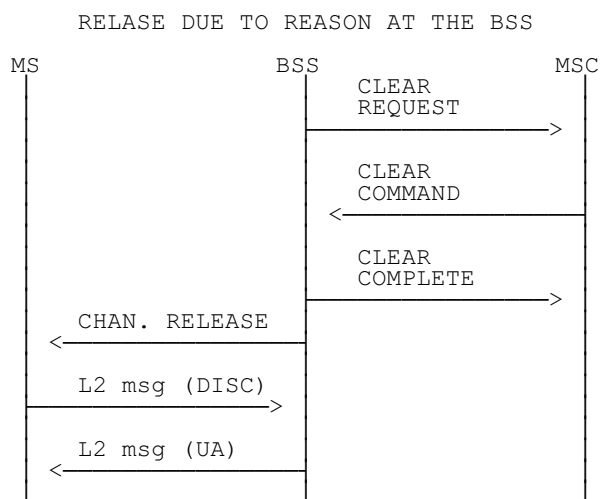 RELASE DUE TO REASON AT THE BSS
MS BSS MSC
CLEAR
REQUEST
CLEAR
COMMAND
CLEAR
COMPLETE
CHAN. RELEASE
L2 msg (DISC)
L2 msg (UA)